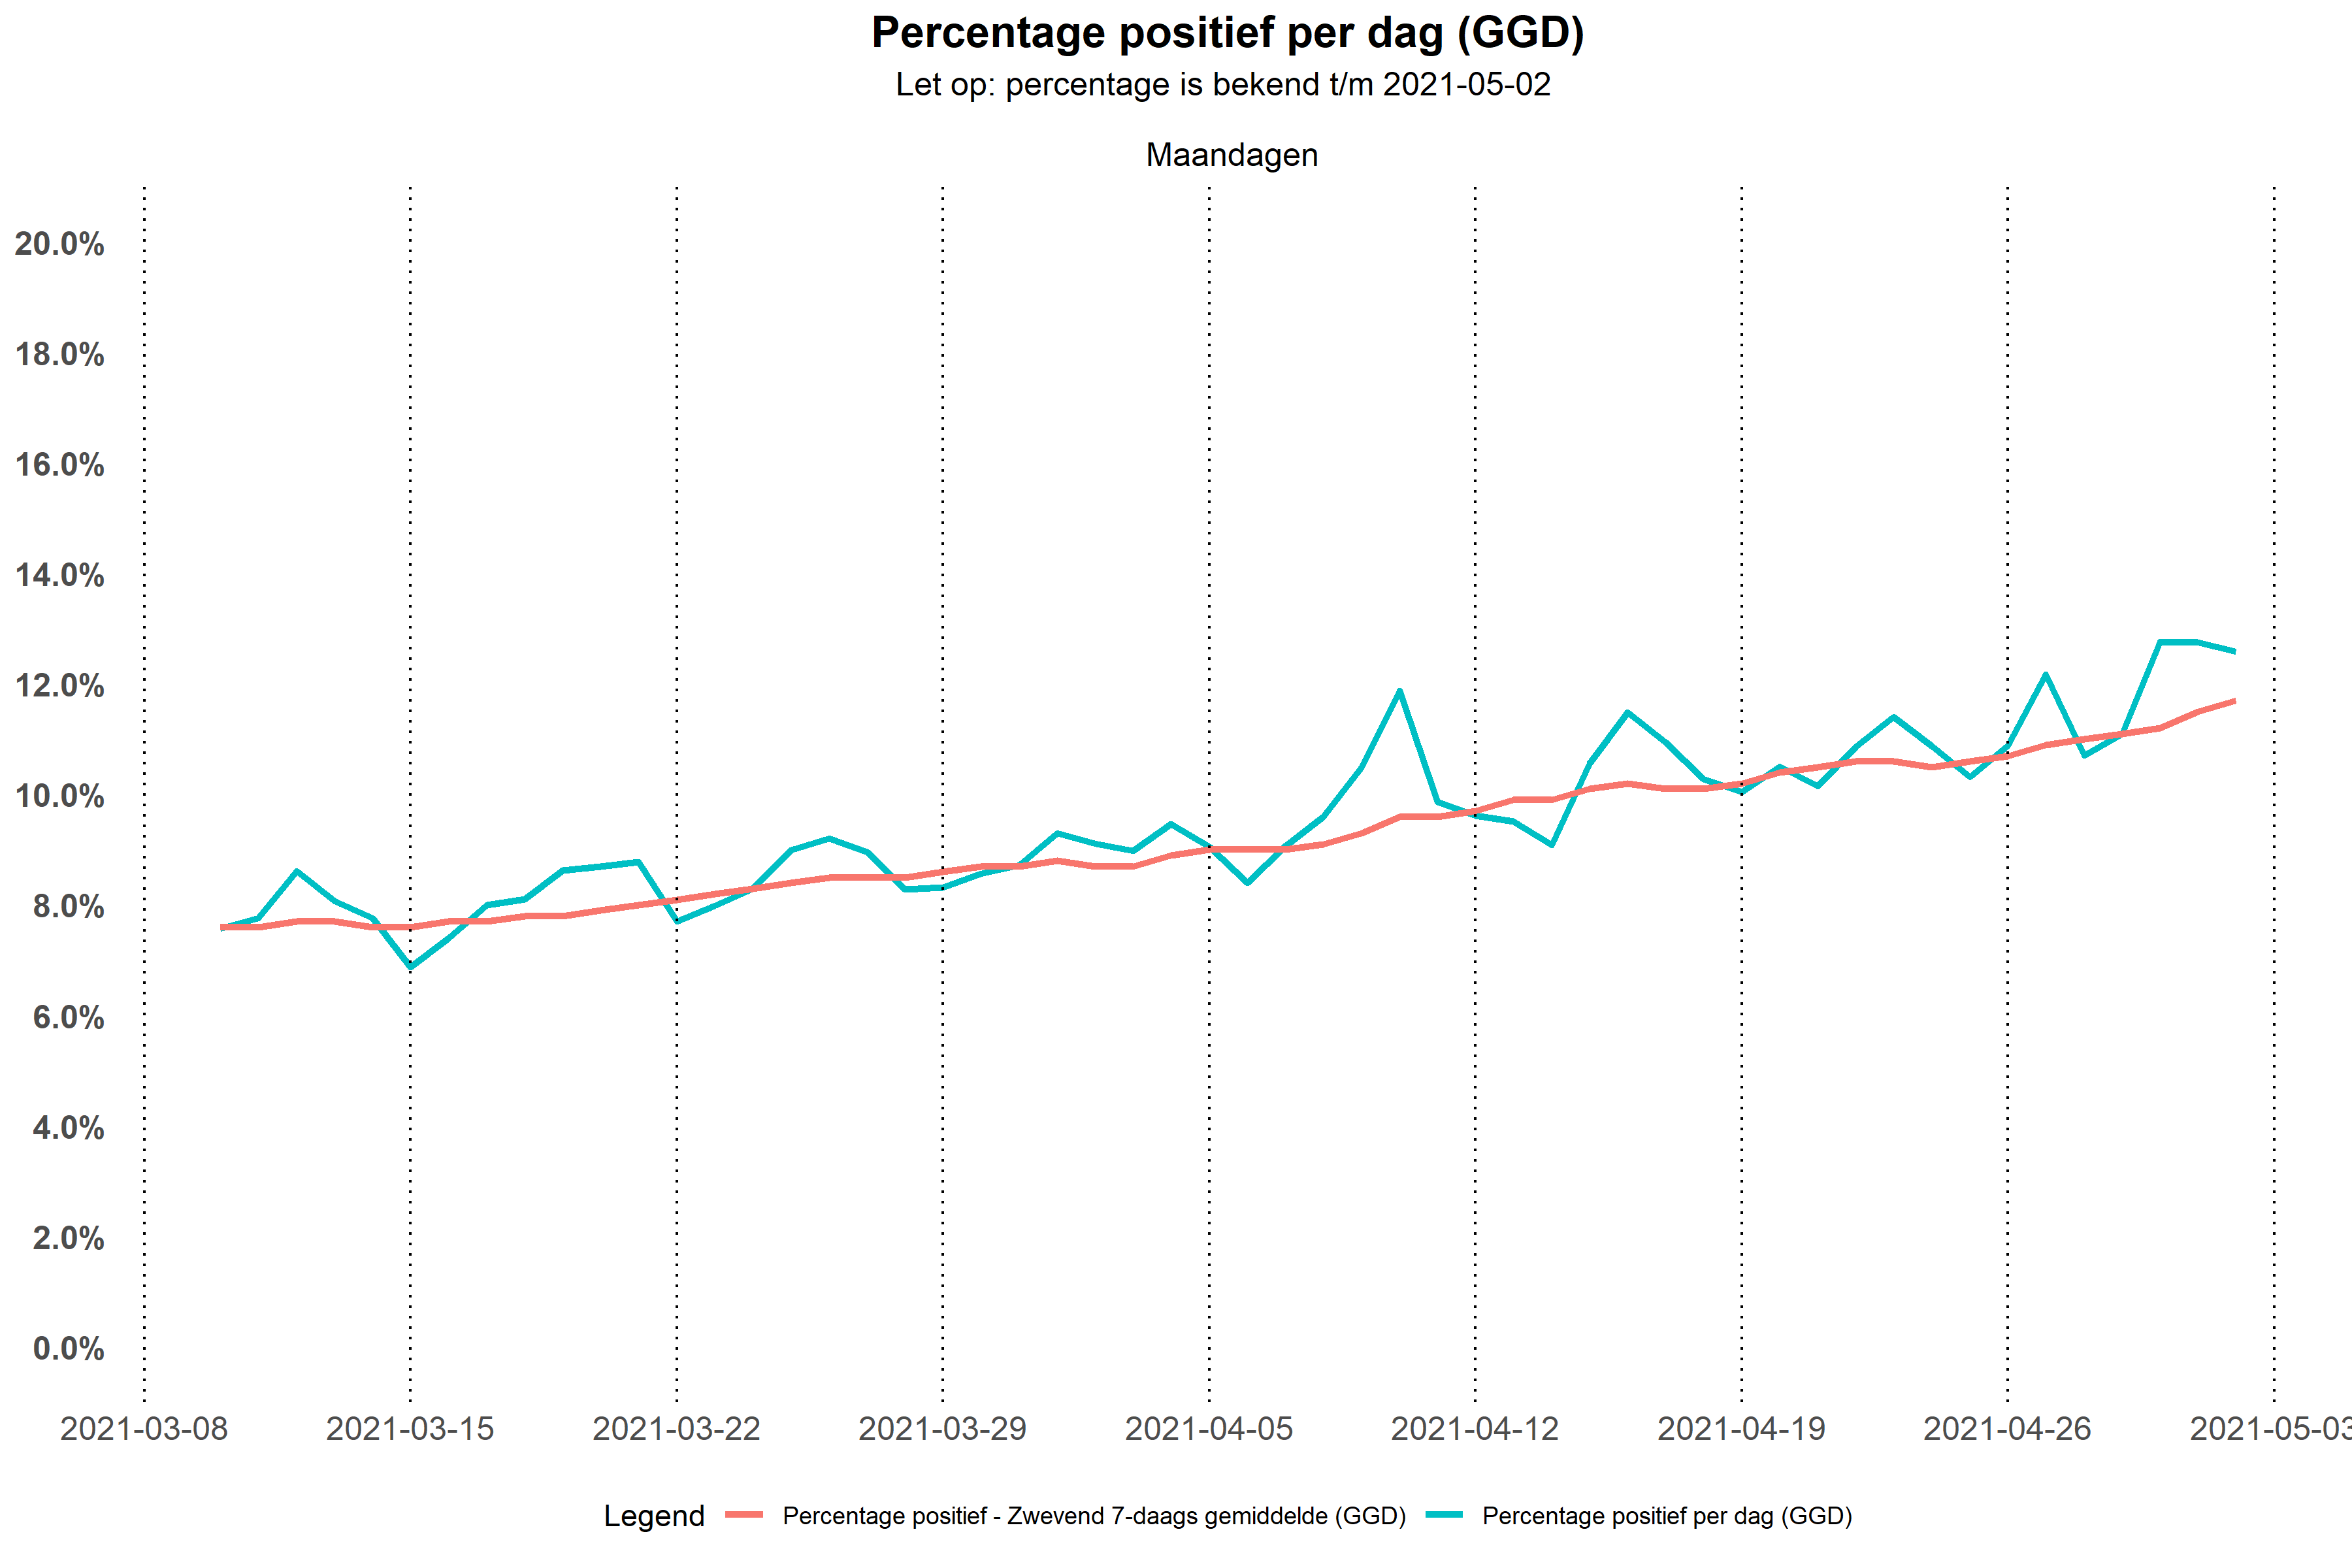 Percentage positief per dag (GGD)
Let op: percentage is bekend t/m 2021-05-02
Maandagen
20.0%
18.0%
16.0%
14.0%
12.0%
10.0%
8.0%
6.0%
4.0%
2.0%
0.0%
2021-03-08 2021-03-15 2021-03-22 2021-03-29 2021-04-05 2021-04-12 2021-04-19 2021-04-26 2021-05-03
Legend Percentage positief - Zwevend 7-daags gemiddelde (GGD) Percentage positief per dag (GGD)